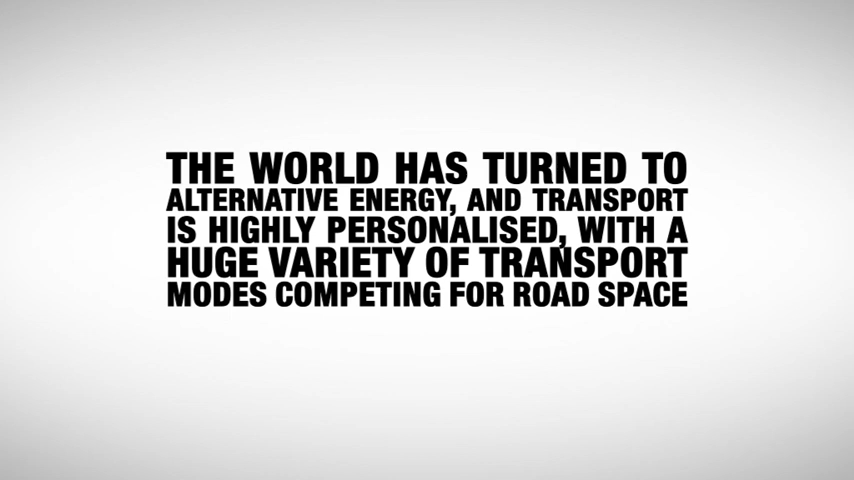 THE WORLD HAS TURNED TO
ALTERNATIVE ENERGY, AND TRANSPORT
IS HIGHLY PERSONALISED, WITH A
HUGE VARIETY OF TRANSPORT
MODES COMPETING FOR ROAD SPACE